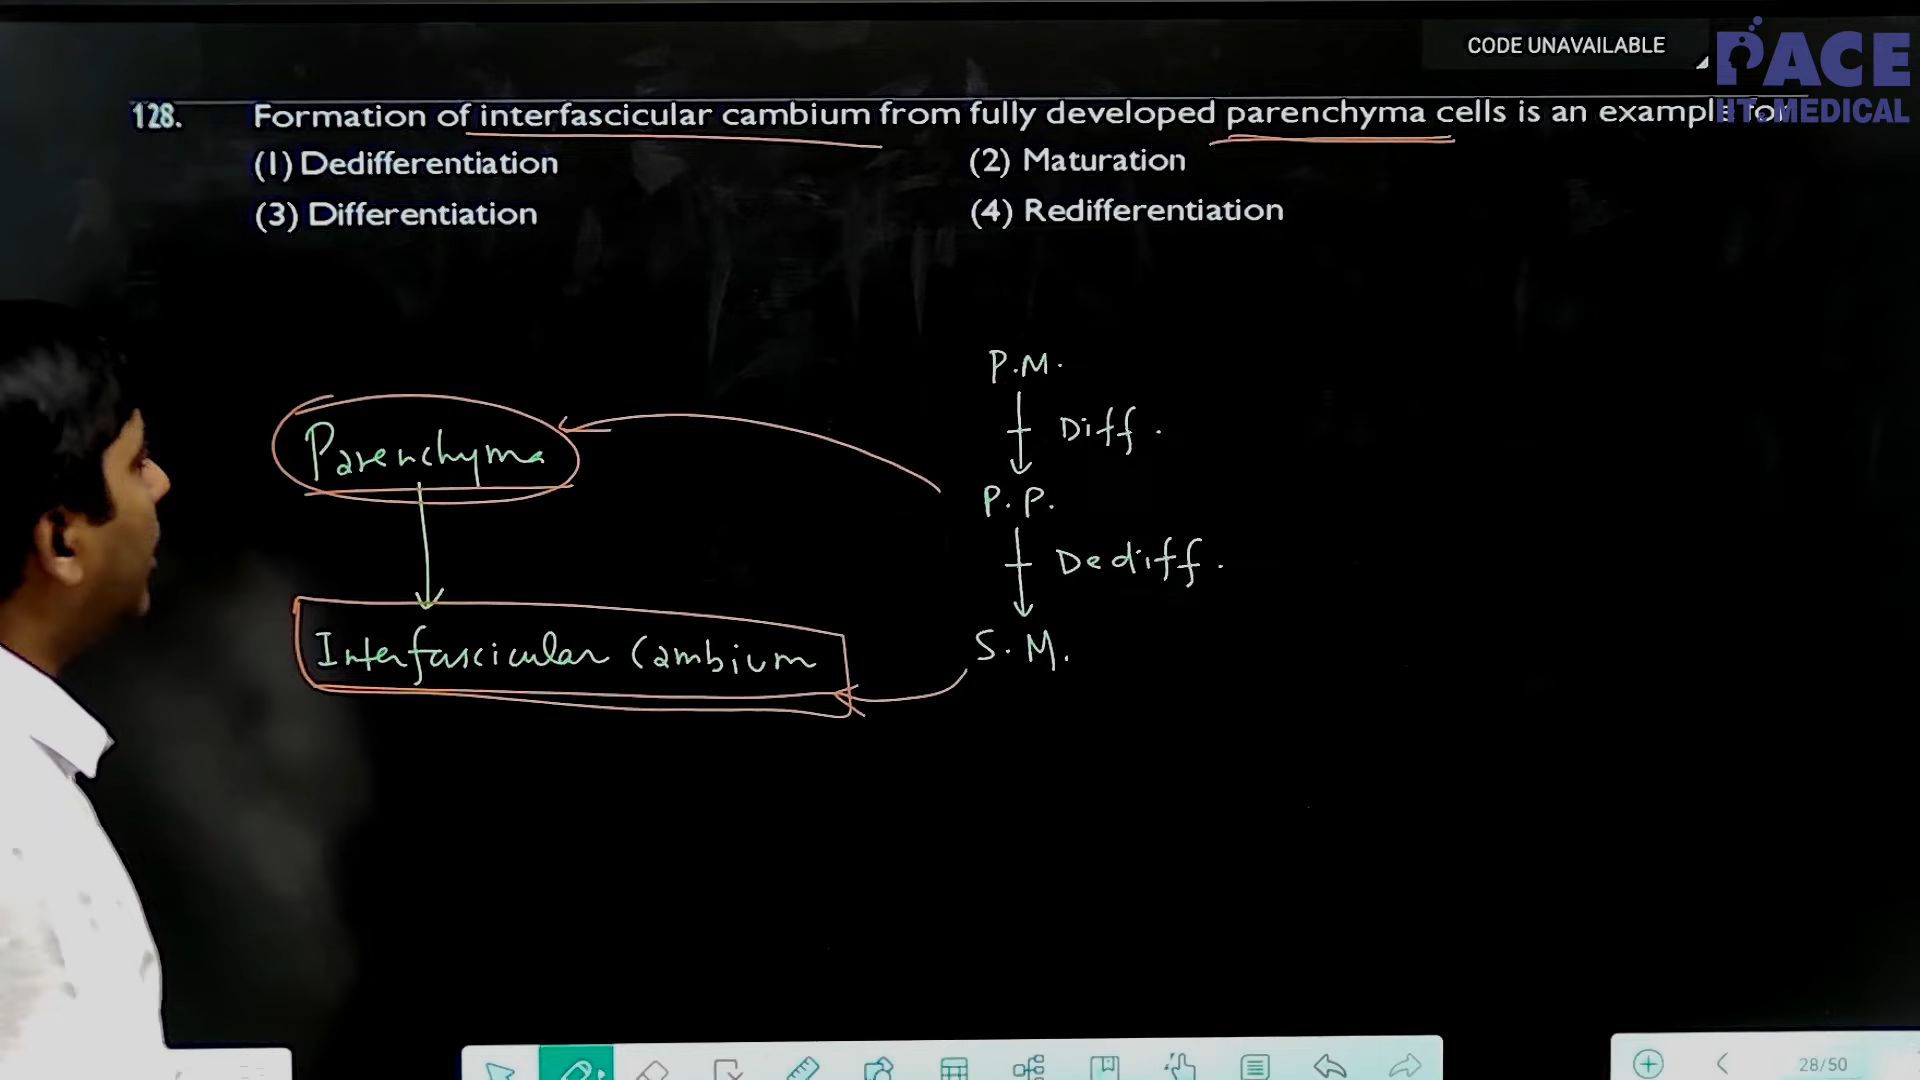 CODE UNAVAILABLE
PACE
IIT & MEDICAL
128. Formation of interfascicular cambium from fully developed parenchyma cells is an example for
(1) Dedifferentiation (2) Maturation
(3) Differentiation (4) Redifferentiation
P.M.
Diff.
Parenchyma
P.P.
Dediff.
Interfascicular Cambium
S.M.
28/50